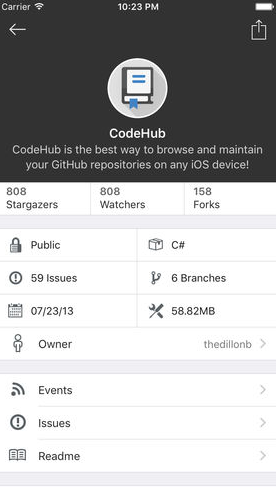 Carrier 10:23 PM
CodeHub
CodeHub is the best way to browse and maintain
your GitHub repositories on any iOS device!
808 808 158
Stargazers Watchers Forks
Public C#
59 Issues 6 Branches
07/23/13 58.82MB
Owner thedillonb
Events
Issues
Readme